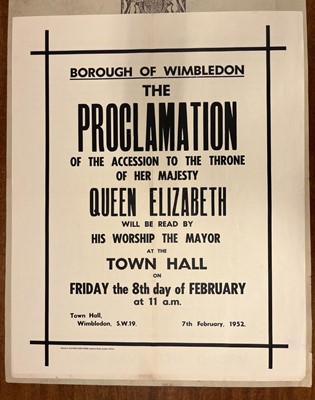 BOROUGH OF WIMBLEDON
THE
PROCLAMATION
OF THE ACCESSION TO THE THRONE
OF HER MAJESTY
QUEEN ELIZABETH
WILL BE READ BY
HIS WORSHIP THE MAYOR
AT THE
TOWN HALL
ON
FRIDAY the 8th day of FEBRUARY
at 11 a.m.
Town Hall,
Wimbledon, S.W.19. 7th February, 1952.